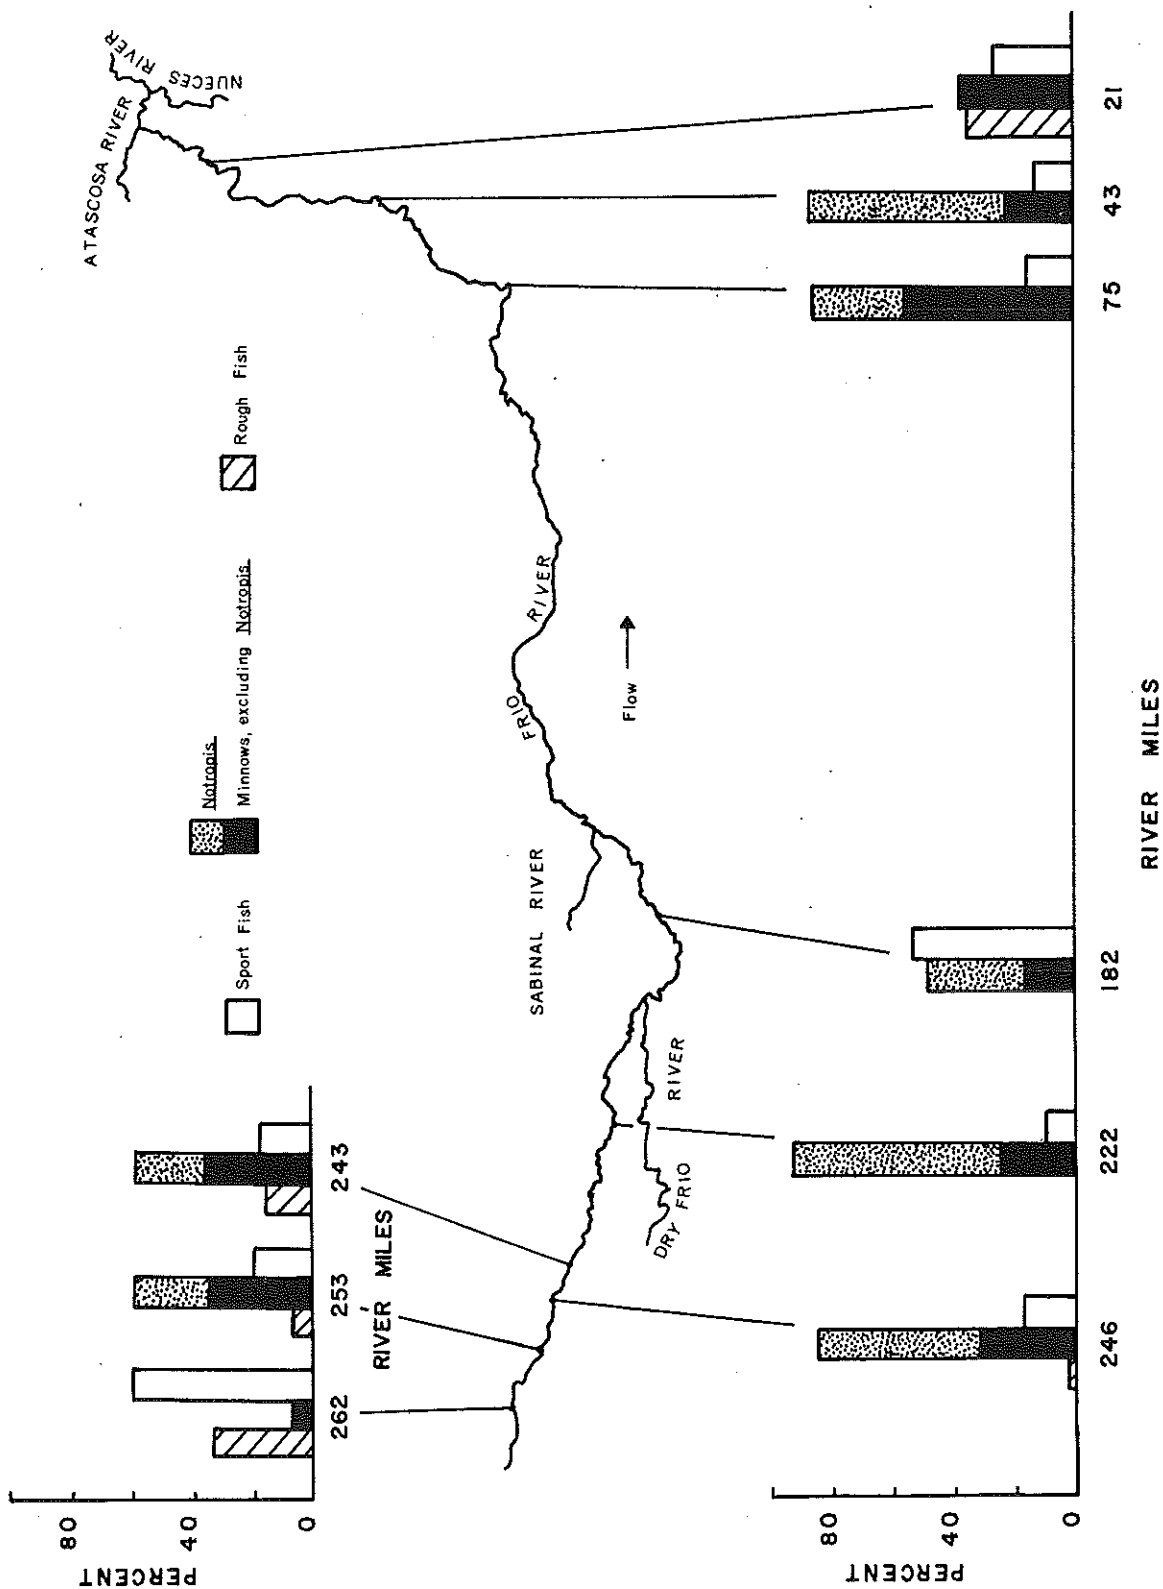 PERCENT
80
40
0
262
253
243
RIVER MILES
Sport Fish
Notropis
Minnows, excluding Notropis
Rough Fish
ATASCOSA RIVER
NUECES RIVER
FRIO RIVER
SABINAL RIVER
DRY FRIO RIVER
Flow
PERCENT
80
40
0
246
222
182
75
43
21
RIVER MILES